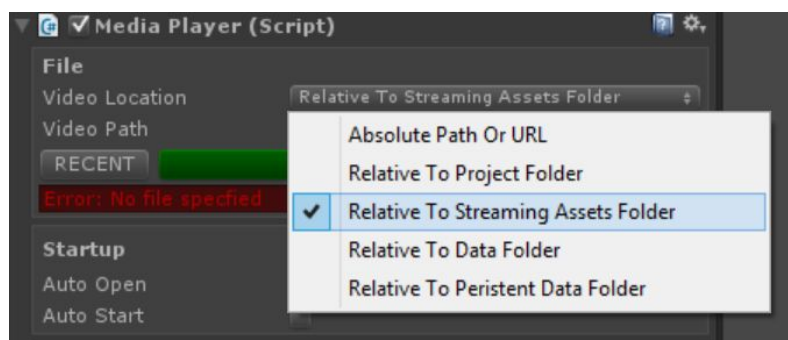 Media Player (Script)
File
Video Location Relative To Streaming Assets Folder
Video Path
Absolute Path Or URL
RECENT
Relative To Project Folder
Error: No file specfied
Relative To Streaming Assets Folder
Startup
Relative To Data Folder
Auto Open
Relative To Peristent Data Folder
Auto Start